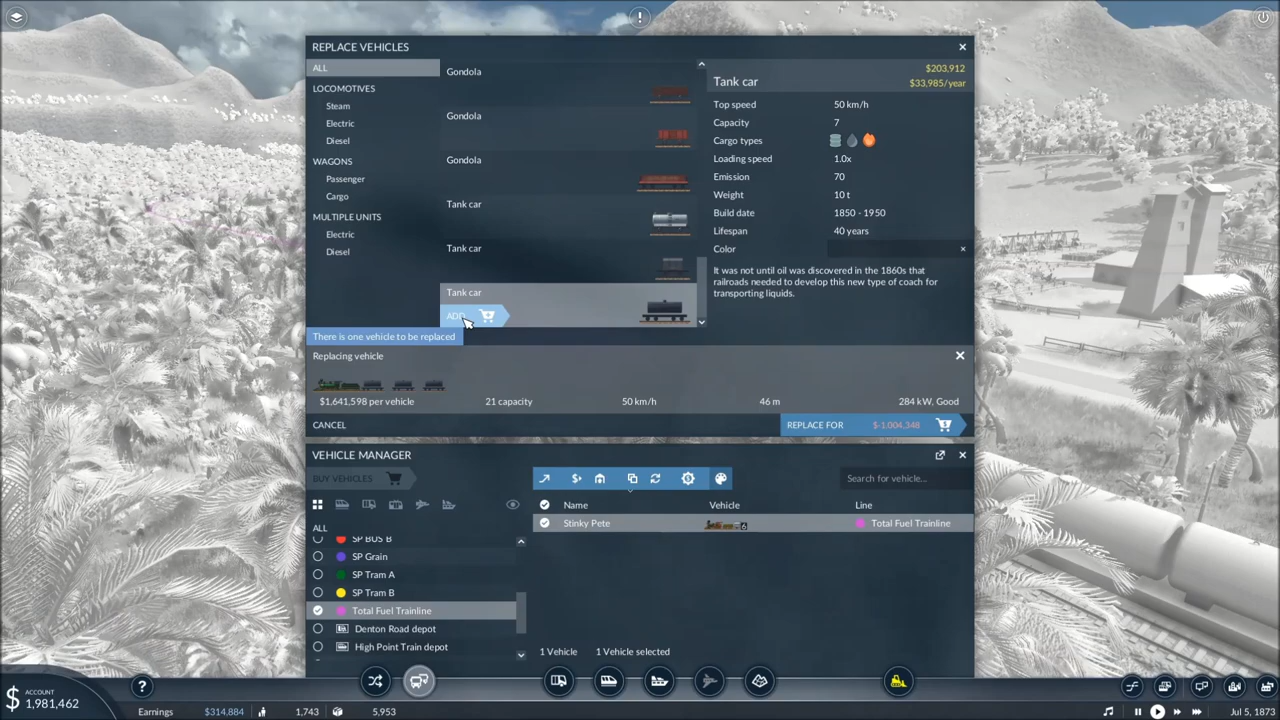 REPLACE VEHICLES
ALL
LOCOMOTIVES
Steam
Electric
Diesel
WAGONS
Passenger
Cargo
MULTIPLE UNITS
Electric
Diesel
Gondola
Gondola
Gondola
Tank car
Tank car
Tank car
ADD
$203,912
Tank car
$33,985/year
Top speed 50 km/h
Capacity 7
Cargo types
Loading speed 1.0x
Emission 70
Weight 10 t
Build date 1850 - 1950
Lifespan 40 years
Color
It was not until oil was discovered in the 1860s that
railroads needed to develop this new type of coach for
transporting liquids.
There is one vehicle to be replaced
Replacing vehicle
$1,641,598 per vehicle 21 capacity 50 km/h 46 m 284 kW, Good
CANCEL REPLACE FOR $-1,004,348
VEHICLE MANAGER
BUY VEHICLES
Search for vehicle...
ALL
SP BUS B
SP Grain
SP Tram A
SP Tram B
Total Fuel Trainline
Denton Road depot
High Point Train depot
Name Vehicle Line
Stinky Pete Total Fuel Trainline
1 Vehicle 1 Vehicle selected
$ ACCOUNT
1,981,462
?
Earnings $314,884 1,743 5,953
Jul 5, 1873